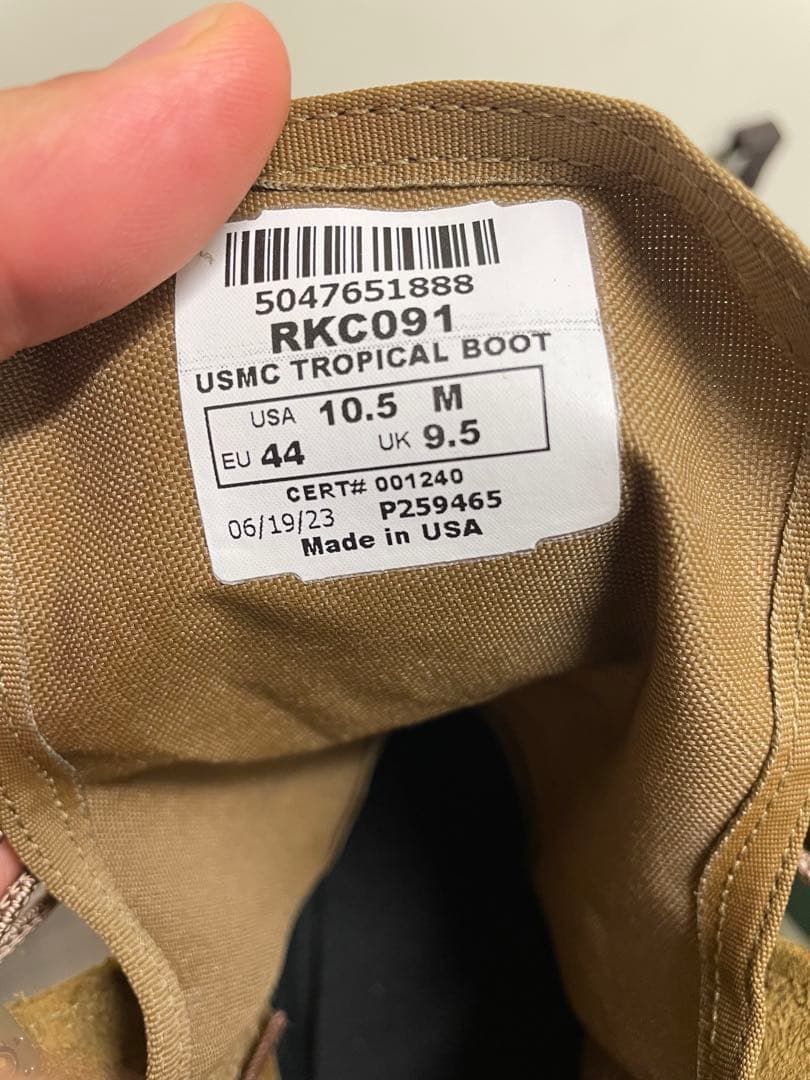 5047651888
RKC091
USMC TROPICAL BOOT
USA 10.5 M
EU 44 UK 9.5
CERT# 001240
06/19/23 P259465
Made in USA